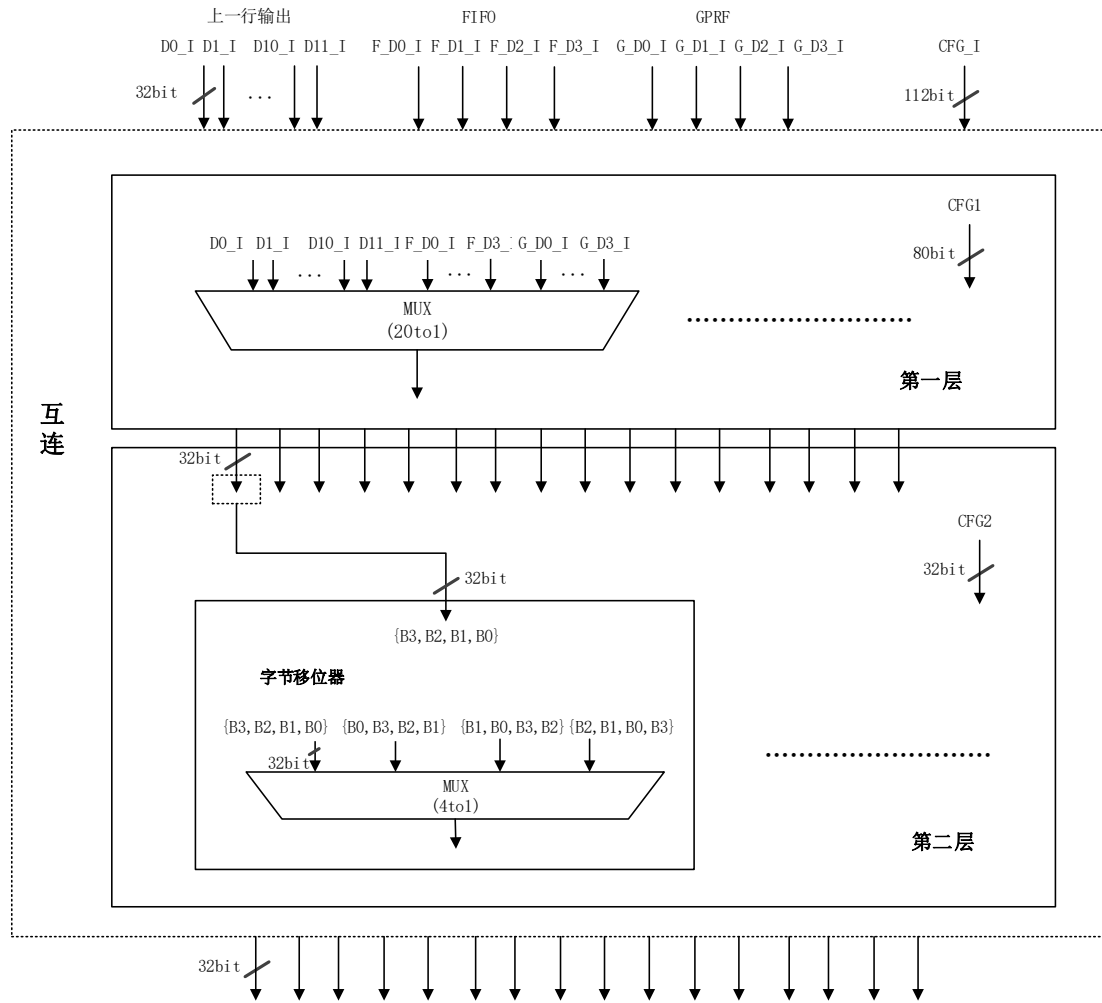 上一行输出 FIFO GPRF
D0_I D1_I D10_I D11_I F_D0_I F_D1_I F_D2_I F_D3_I G_D0_I G_D1_I G_D2_I G_D3_I CFG_I
32bit ... 112bit
CFG1
D0_I D1_I D10_I D11_I F_D0_I F_D3_I G_D0_I G_D3_I
80bit
... ... ...
MUX
(20to1)
第一层
互
连
32bit
CFG2
32bit
32bit
{B3,B2,B1,B0}
字节移位器
{B3,B2,B1,B0} {B0,B3,B2,B1} {B1,B0,B3,B2} {B2,B1,B0,B3}
32bit
MUX
(4to1)
第二层
32bit